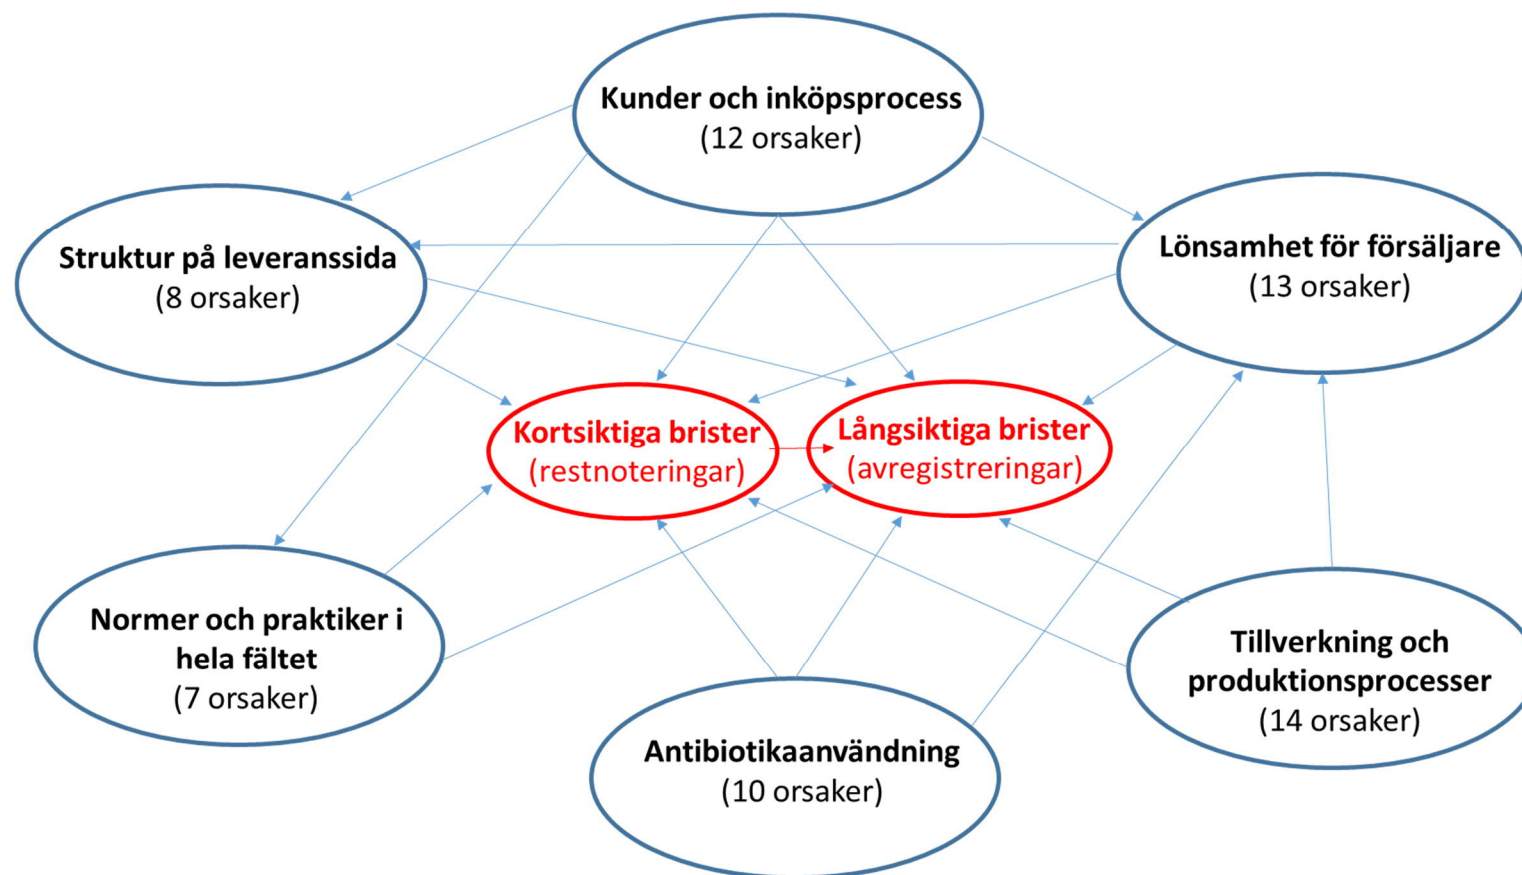 Kunder och inköpsprocess
(12 orsaker)
Struktur på leveranssida
(8 orsaker)
Lönsamhet för försäljare
(13 orsaker)
Kortsiktiga brister
(restnoteringar)
Långsiktiga brister
(avregistreringar)
Normer och praktiker i
hela fältet
(7 orsaker)
Tillverkning och
produktionsprocesser
(14 orsaker)
Antibiotikaanvändning
(10 orsaker)